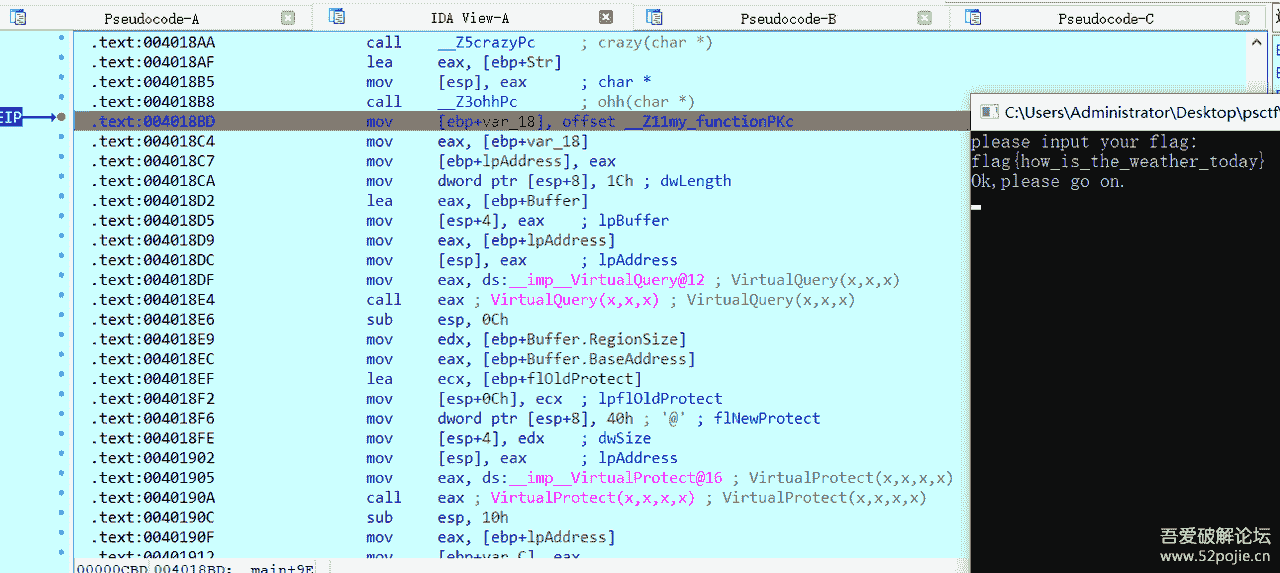 Pseudocode-A
IDA View-A
Pseudocode-B
Pseudocode-C
.text:004018AA call __Z5crazyPc ; crazy(char *)
.text:004018AF lea eax, [ebp+Str]
.text:004018B5 mov [esp], eax ; char *
.text:004018B8 call __Z3ohhPc ; ohh(char *)
EIP
.text:004018BD mov [ebp+var_18], offset __Z11my_functionPKc
.text:004018C4 mov eax, [ebp+var_18]
.text:004018C7 mov [ebp+lpAddress], eax
.text:004018CA mov dword ptr [esp+8], 1Ch ; dwLength
.text:004018D2 lea eax, [ebp+Buffer]
.text:004018D5 mov [esp+4], eax ; lpBuffer
.text:004018D9 mov eax, [ebp+lpAddress]
.text:004018DC mov [esp], eax ; lpAddress
.text:004018DF mov eax, ds:__imp__VirtualQuery@12 ; VirtualQuery(x,x,x)
.text:004018E4 call eax ; VirtualQuery(x,x,x) ; VirtualQuery(x,x,x)
.text:004018E6 sub esp, 0Ch
.text:004018E9 mov edx, [ebp+Buffer.RegionSize]
.text:004018EC mov eax, [ebp+Buffer.BaseAddress]
.text:004018EF lea ecx, [ebp+flOldProtect]
.text:004018F2 mov [esp+0Ch], ecx ; lpflOldProtect
.text:004018F6 mov dword ptr [esp+8], 40h ; '@' ; flNewProtect
.text:004018FE mov [esp+4], edx ; dwSize
.text:00401902 mov [esp], eax ; lpAddress
.text:00401905 mov eax, ds:__imp__VirtualProtect@16 ; VirtualProtect(x,x,x,x)
.text:0040190A call eax ; VirtualProtect(x,x,x,x) ; VirtualProtect(x,x,x,x)
.text:0040190C sub esp, 10h
.text:0040190F mov eax, [ebp+lpAddress]
.text:00401912 mov [ebp+var_C], eax
00000CBD 004018BD: main+9E
C:\Users\Administrator\Desktop\psctf
please input your flag:
flag{how_is_the_weather_today}
Ok,please go on.
吾爱破解论坛
www.52pojie.cn